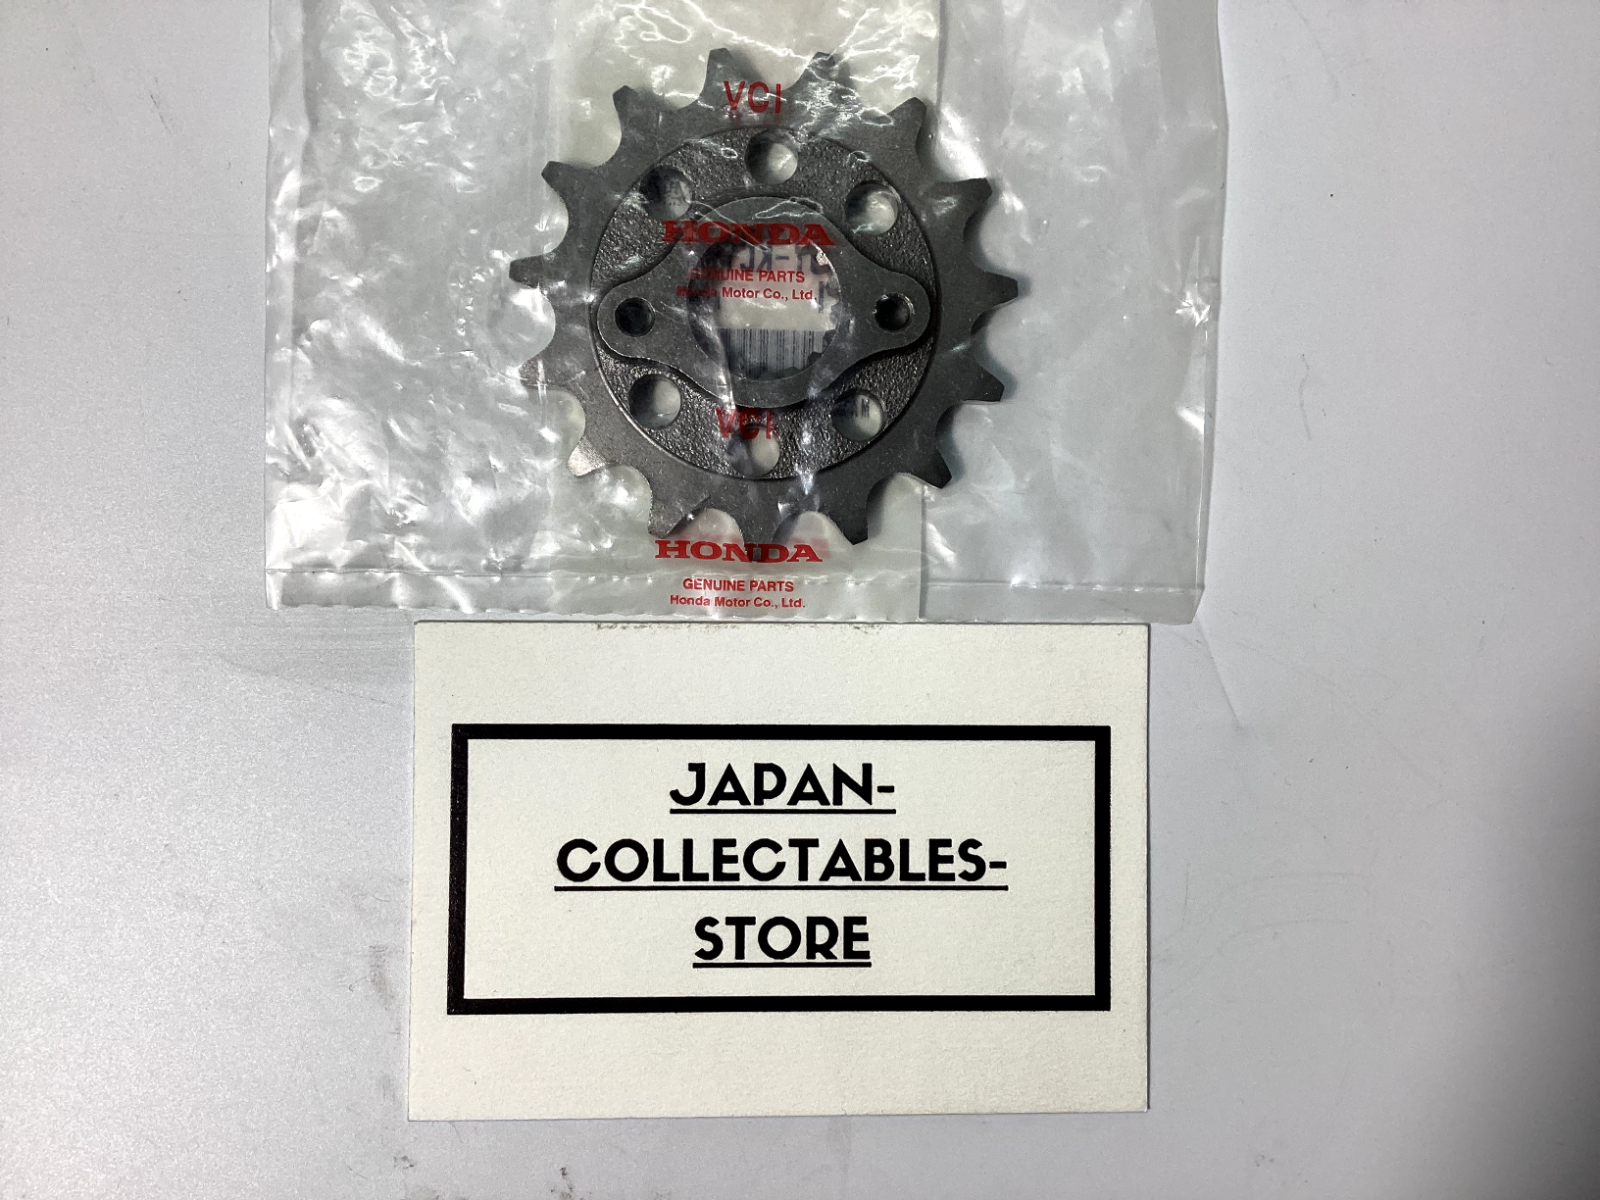 VCI
HONDA
GENUINE PARTS
Honda Motor Co., Ltd.
VCI
HONDA
GENUINE PARTS
Honda Motor Co., Ltd.
JAPAN-
COLLECTABLES-
STORE